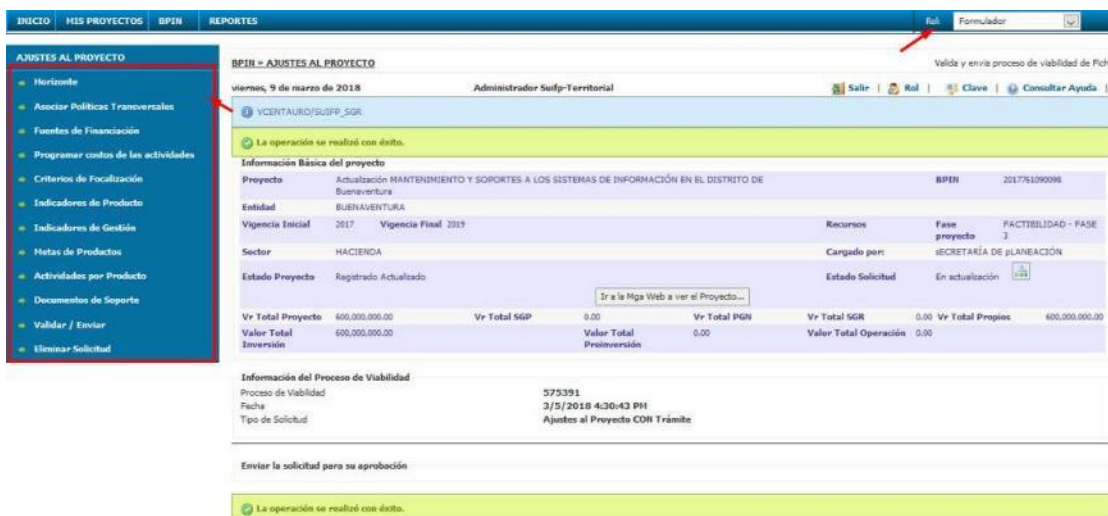 INICIO MIS PROYECTOS BPIN REPORTES Rol: Formulador
AJUSTES AL PROYECTO
Horizonte
Asociar Políticas Transversales
Fuentes de Financiación
Programar costos de las actividades
Criterios de Focalización
Indicadores de Producto
Indicadores de Gestión
Metas de Productos
Actividades por Producto
Documentos de Soporte
Validar / Enviar
Eliminar Solicitud
BPIN » AJUSTES AL PROYECTO Valida y envia proceso de viabilidad de Fich
viernes, 9 de marzo de 2018 Administrador Suifp-Territorial Salir | Rol | Clave | Consultar Ayuda |
VCENTAURO/SUIFP_SGR
La operación se realizó con éxito.
Información Básica del proyecto
Proyecto Actualización MANTENIMIENTO Y SOPORTES A LOS SISTEMAS DE INFORMACIÓN EN EL DISTRITO DE BPIN 2017761090096
Buenaventura
Entidad BUENAVENTURA
Vigencia Inicial 2017 Vigencia Final 2019 Recursos Fase FACTIBILIDAD - FASE
proyecto 3
Sector HACIENDA Cargado por: sECRETARÍA DE pLANEACIÓN
Estado Proyecto Registrado Actualizado Estado Solicitud En actualización
Ir a la Mga Web a ver el Proyecto...
Vr Total Proyecto 600,000,000.00 Vr Total SGP 0.00 Vr Total PGN Vr Total SGR 0.00 Vr Total Propios 600,000,000.00
Valor Total 600,000,000.00 Valor Total 0.00 Valor Total Operación 0.00
Inversión Preinversión
Información del Proceso de Viabilidad
Proceso de Viabilidad 575391
Fecha 3/5/2018 4:30:43 PM
Tipo de Solicitud Ajustes al Proyecto CON Trámite
Enviar la solicitud para su aprobación
La operación se realizó con éxito.